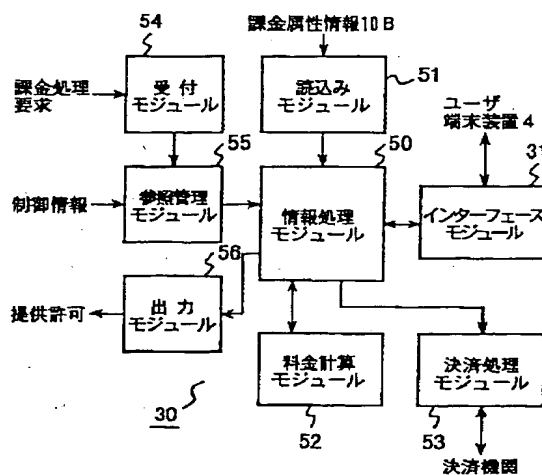 54
課金属性情報10B
課金処理
要求
受付
モジュール
読込み
モジュール
51
ユーザ
端末装置4
55
50
31
制御情報
参照管理
モジュール
情報処理
モジュール
インターフェース
モジュール
56
提供許可
出力
モジュール
料金計算
モジュール
決済処理
モジュール
30
52
53
決済機関